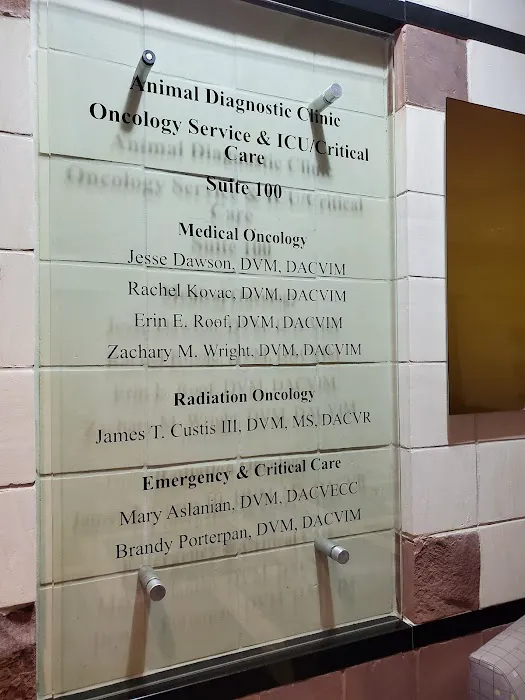 Animal Diagnostic Clinic
Oncology Service & ICU/Critical
Care
Suite 100
Medical Oncology
Jesse Dawson, DVM, DACVIM
Rachel Kovac, DVM, DACVIM
Erin E. Roof, DVM, DACVIM
Zachary M. Wright, DVM, DACVIM
Radiation Oncology
James T. Custis III, DVM, MS, DACVR
Emergency & Critical Care
Mary Aslanian, DVM, DACVECC
Brandy Porterpan, DVM, DACVIM